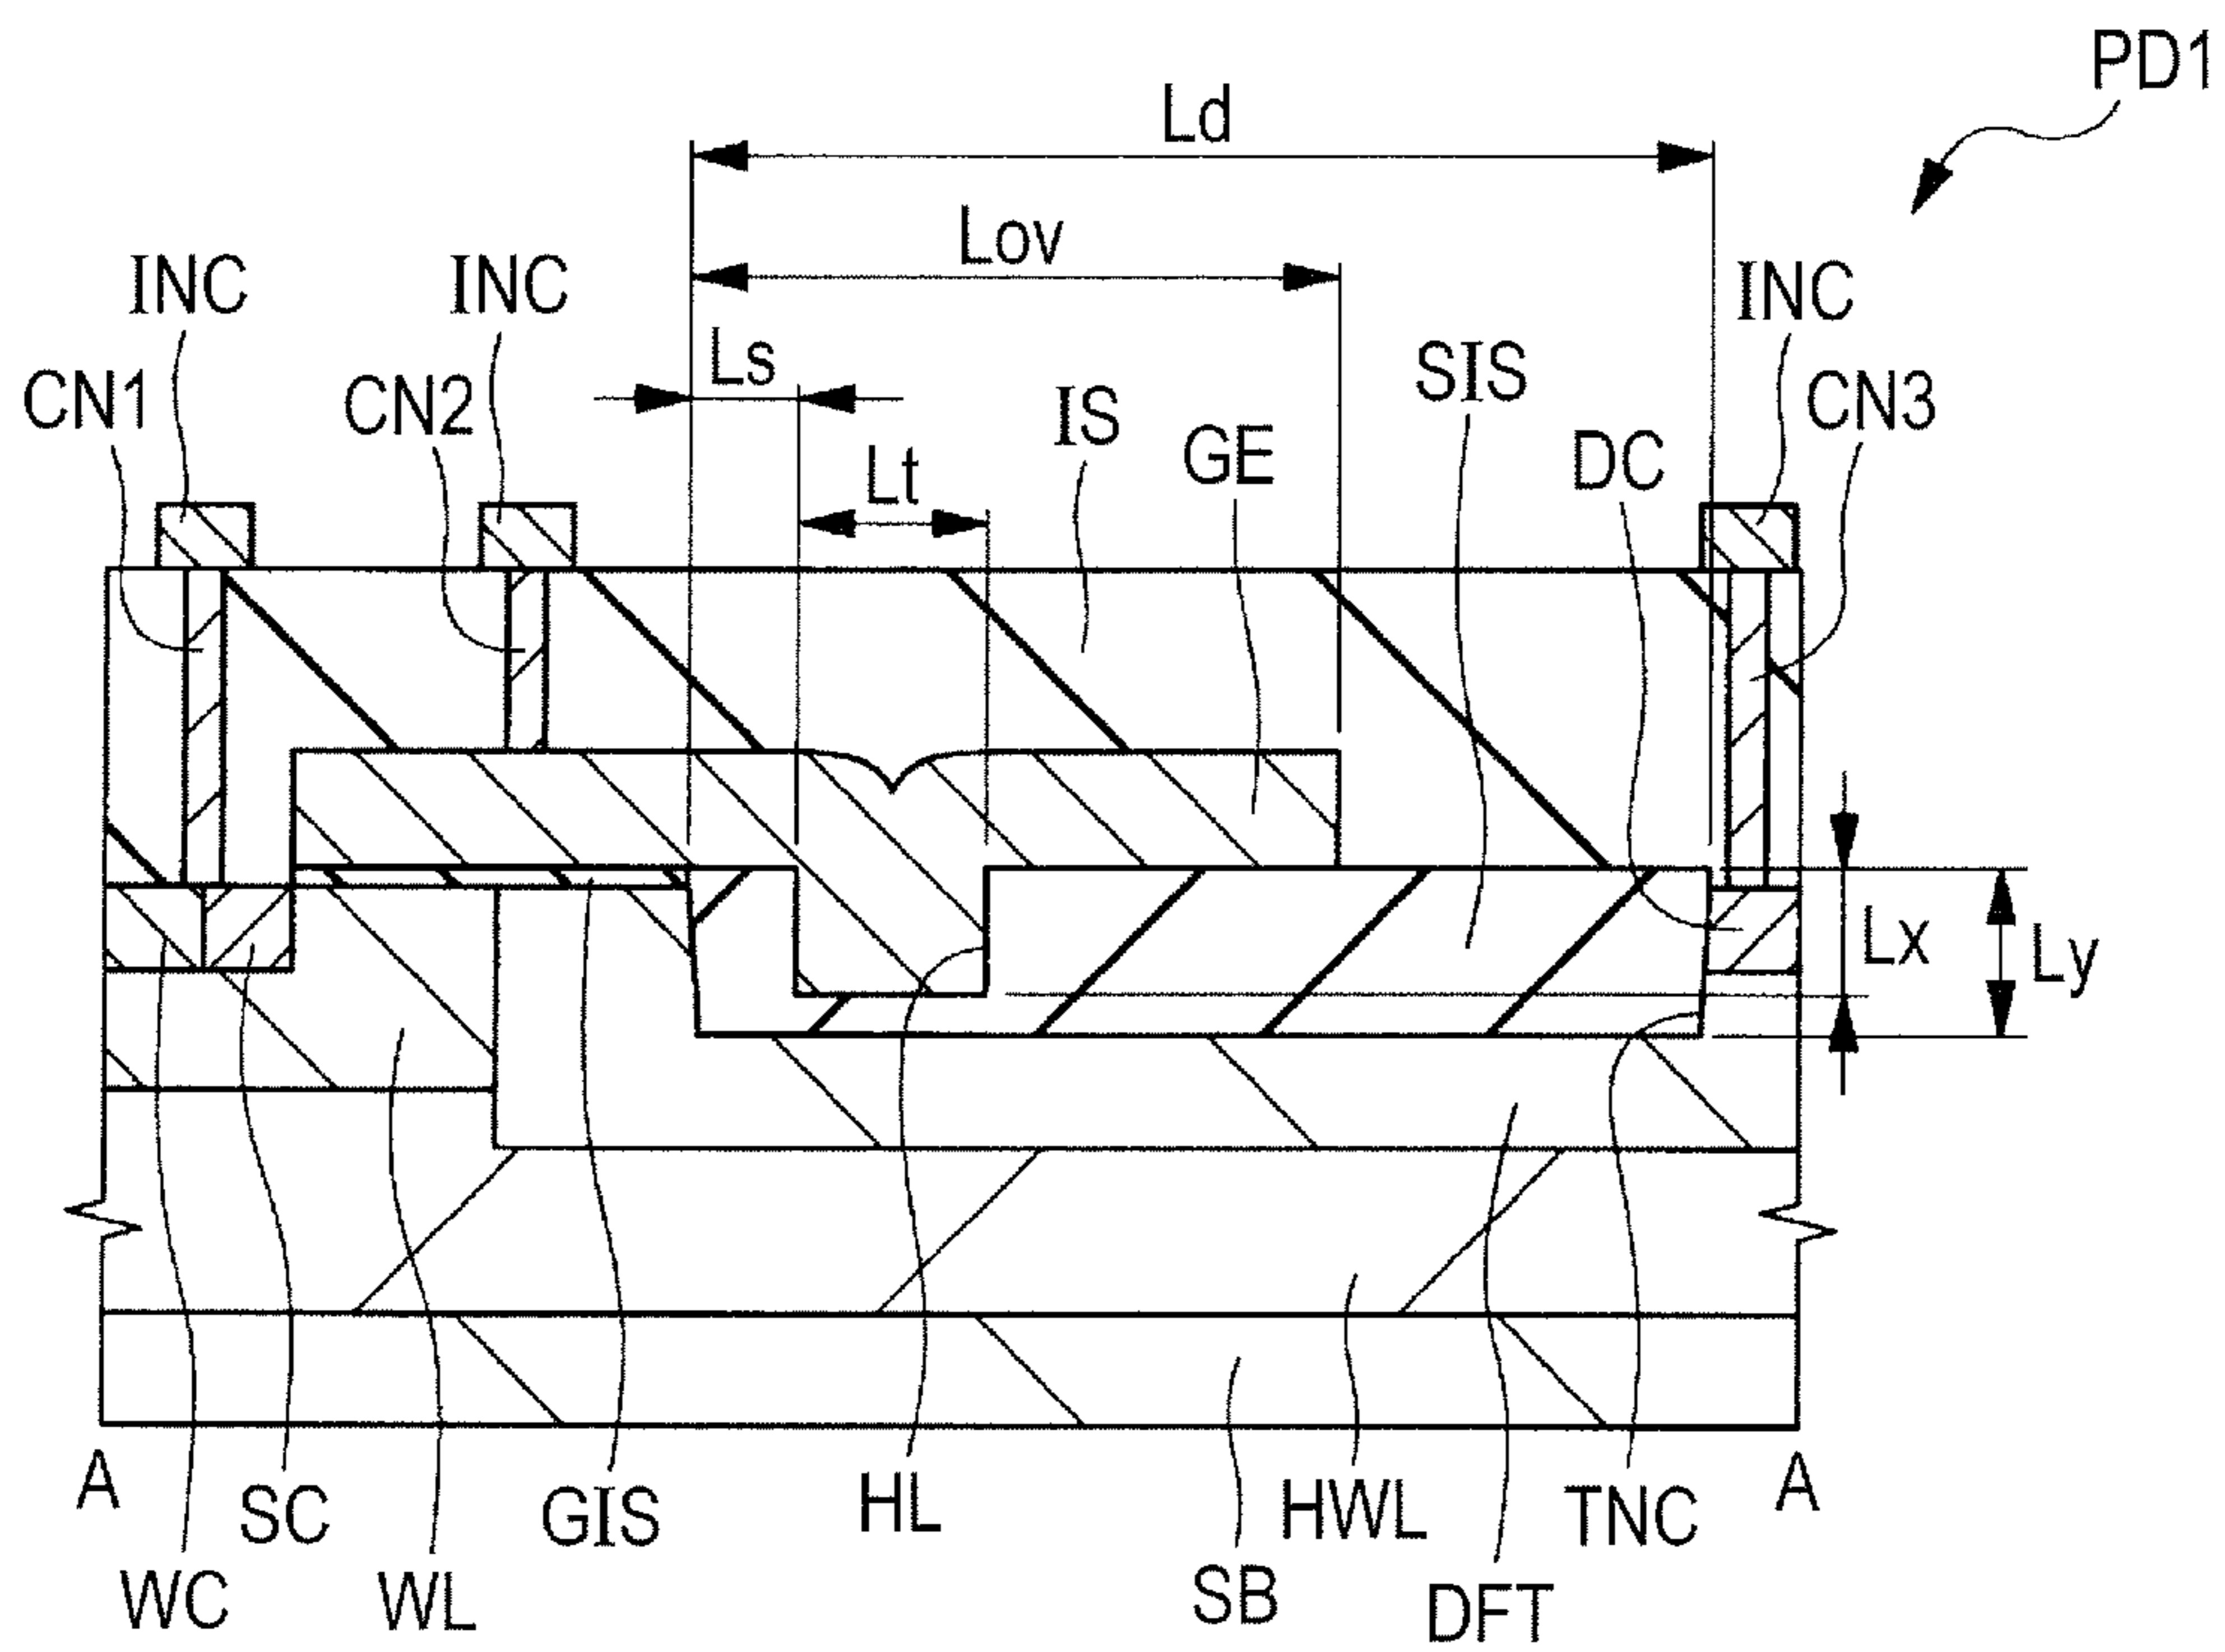 PD1
Ld
Lov
INC
INC
INC
Ls
SIS
CN1
CN2
IS
CN3
GE
DC
Lt
Lx
Ly
A
SC
GIS
HL
HWL
TNC
A
WC
WL
SB
DFT